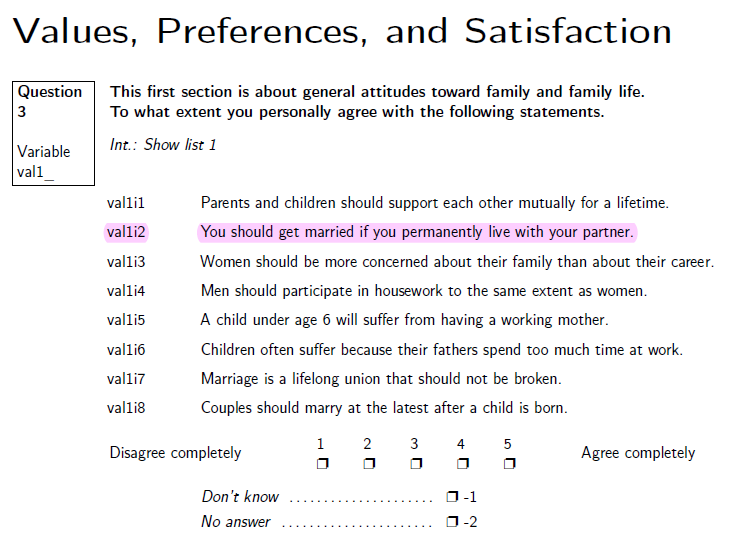 Values, Preferences, and Satisfaction
Question 3
Variable val1_
This first section is about general attitudes toward family and family life.
To what extent you personally agree with the following statements.
Int.: Show list 1
val1i1 Parents and children should support each other mutually for a lifetime.
val1i2 You should get married if you permanently live with your partner.
val1i3 Women should be more concerned about their family than about their career.
val1i4 Men should participate in housework to the same extent as women.
val1i5 A child under age 6 will suffer from having a working mother.
val1i6 Children often suffer because their fathers spend too much time at work.
val1i7 Marriage is a lifelong union that should not be broken.
val1i8 Couples should marry at the latest after a child is born.
1 2 3 4 5
Disagree completely ❒ ❒ ❒ ❒ ❒ Agree completely
Don't know ..................... ❒ -1
No answer ...................... ❒ -2